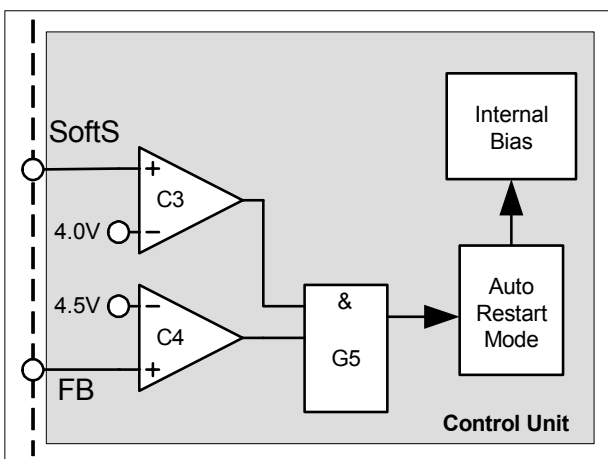 SoftS
+
C3
4.0V
−
4.5V
−
C4
+
FB
&
G5
Internal
Bias
Auto
Restart
Mode
Control Unit